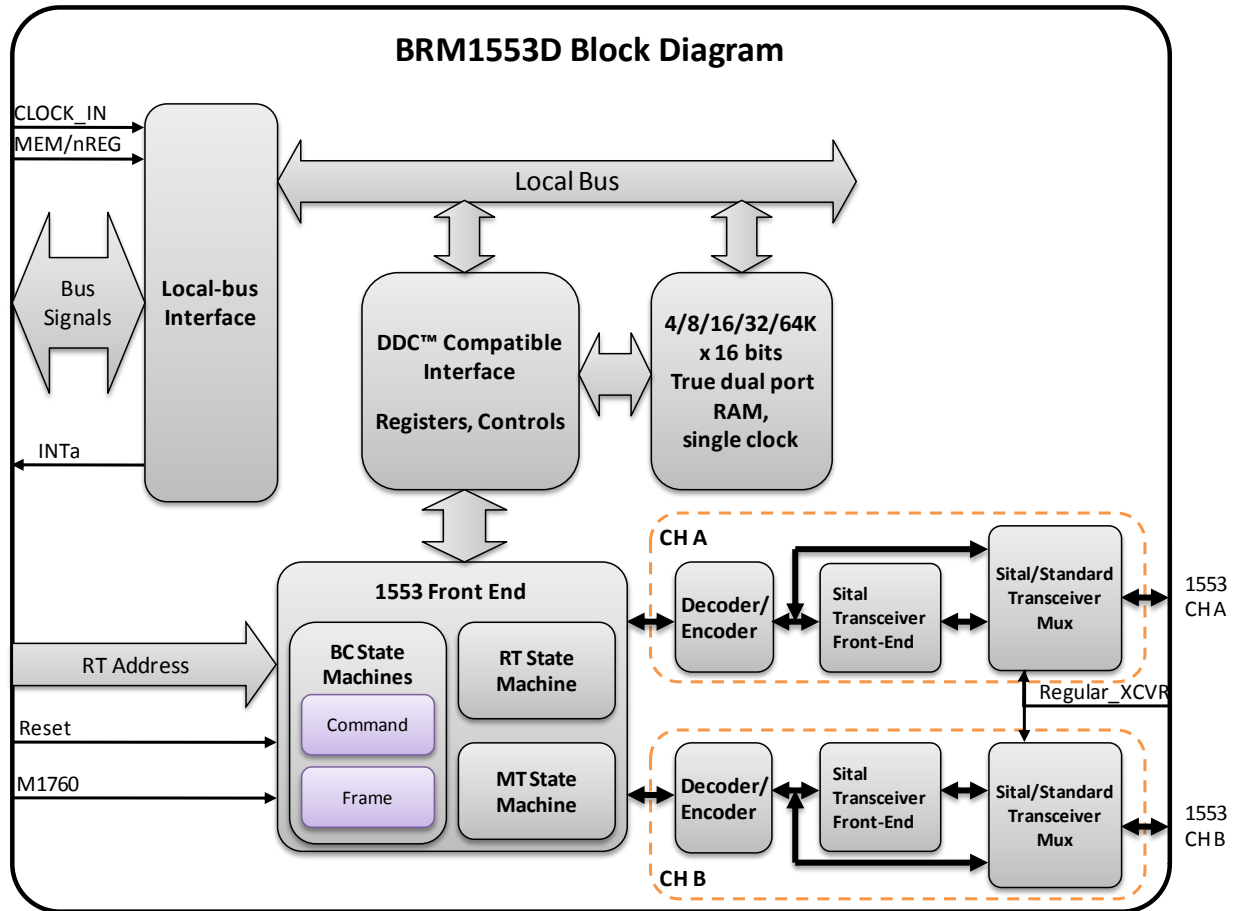 BRM1553D Block Diagram
CLOCK_IN
MEM/nREG
Bus
Signals
Local-bus
Interface
INTa
Local Bus
DDC™ Compatible
Interface
Registers, Controls
4/8/16/32/64K
x 16 bits
True dual port
RAM,
single clock
RT Address
Reset
M1760
1553 Front End
BC State
Machines
Command
Frame
RT State
Machine
MT State
Machine
CH A
Decoder/
Encoder
Sital
Transceiver
Front-End
Sital/Standard
Transceiver
Mux
1553
CH A
Regular_XCVR
Decoder/
Encoder
Sital
Transceiver
Front-End
Sital/Standard
Transceiver
Mux
1553
CH B
CH B